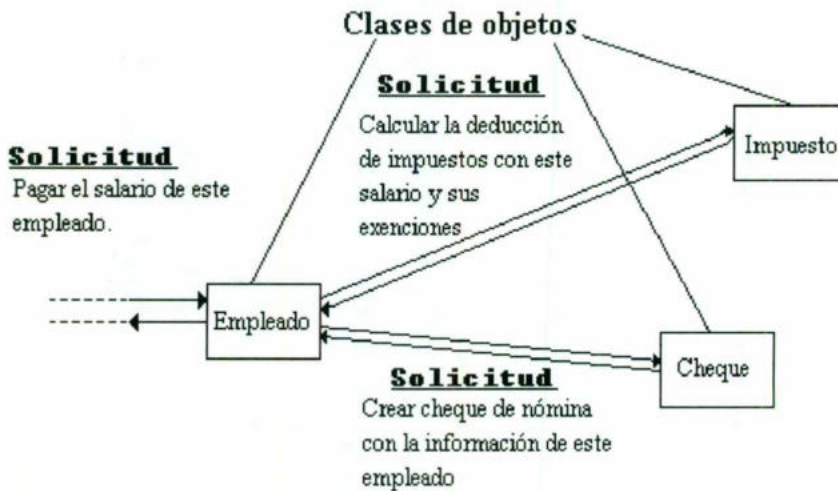 Clases de objetos
Solicitud
Calcular la deducción
de impuestos con este
salario y sus
exenciones
Impuesto
Solicitud
Pagar el salario de este
empleado.
Empleado
Cheque
Solicitud
Crear cheque de nómina
con la información de este
empleado